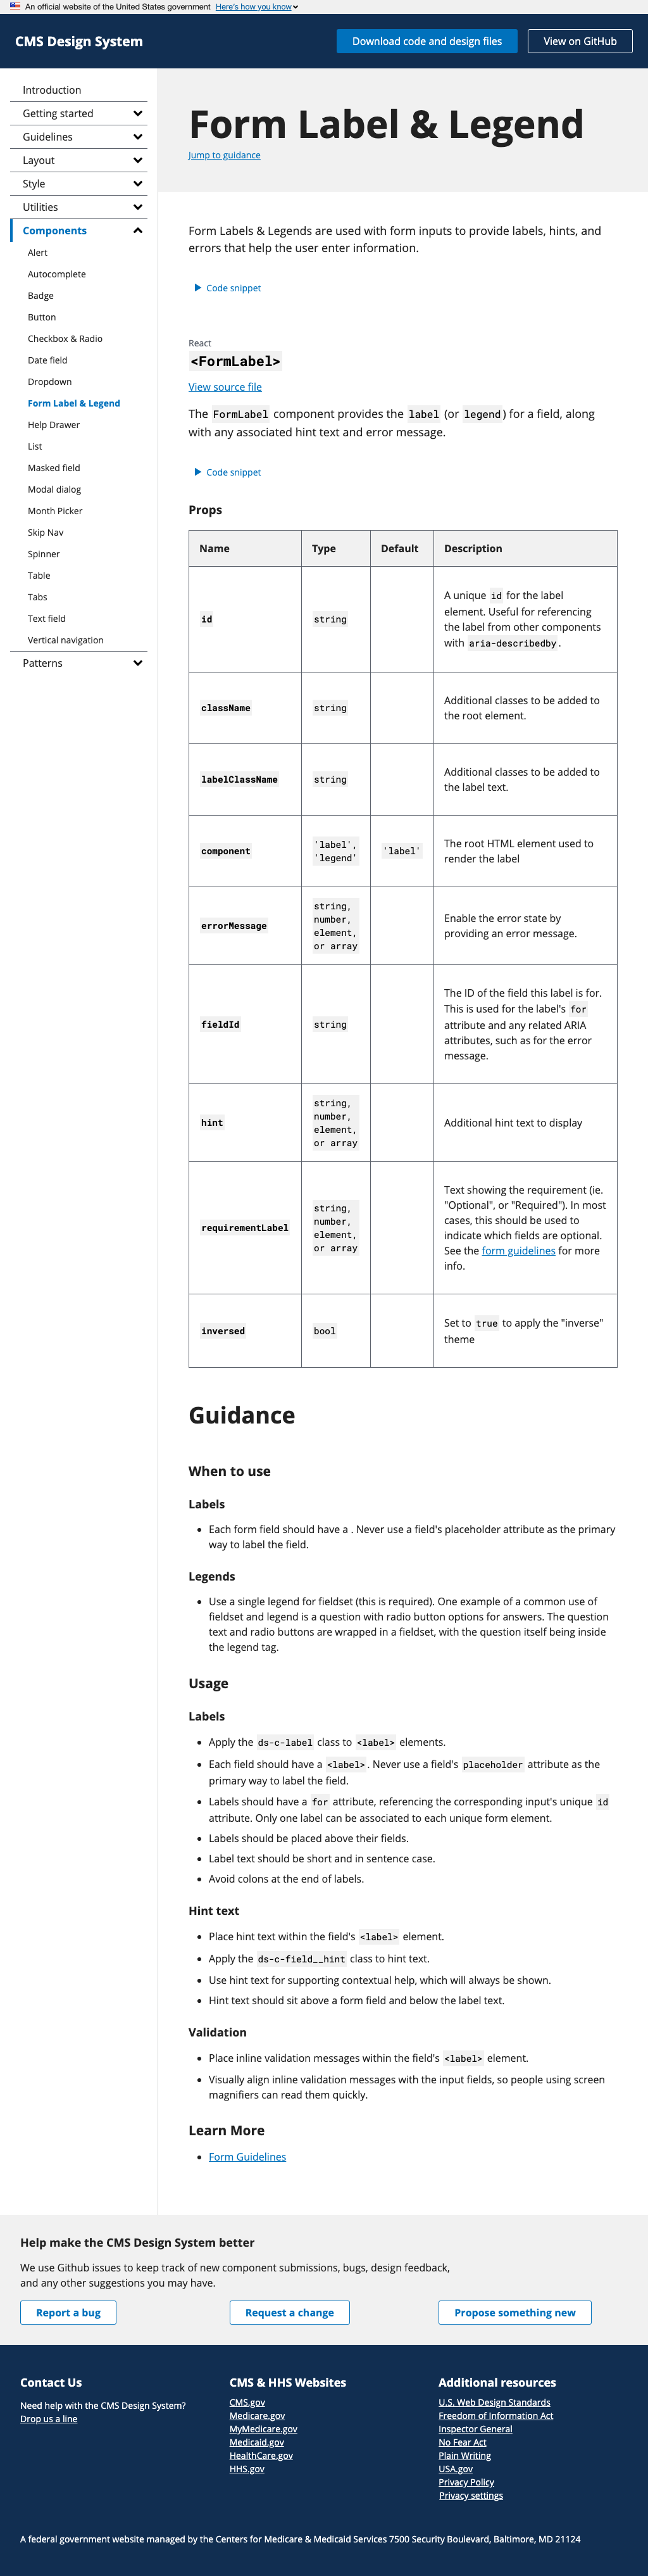 An official website of the United States government Here's how you know
CMS Design System
Download code and design files
View on GitHub
Introduction
Getting started
Guidelines
Layout
Style
Utilities
Components
Alert
Autocomplete
Badge
Button
Checkbox & Radio
Date field
Dropdown
Form Label & Legend
Help Drawer
List
Masked field
Modal dialog
Month Picker
Skip Nav
Spinner
Table
Tabs
Text field
Vertical navigation
Patterns
Form Label & Legend
Jump to guidance
Form Labels & Legends are used with form inputs to provide labels, hints, and
errors that help the user enter information.
Code snippet
React
<FormLabel>
View source file
The FormLabel component provides the label (or legend) for a field, along
with any associated hint text and error message.
Code snippet
Props
Name Type Default Description
id string A unique id for the label
element. Useful for referencing
the label from other components
with aria-describedby.
className string Additional classes to be added to
the root element.
labelClassName string Additional classes to be added to
the label text.
component 'label', 'legend' 'label' The root HTML element used to
render the label
errorMessage string, number, element, or array Enable the error state by
providing an error message.
fieldId string The ID of the field this label is for.
This is used for the label's for
attribute and any related ARIA
attributes, such as for the error
message.
hint string, number, element, or array Additional hint text to display
requirementLabel string, number, element, or array Text showing the requirement (ie.
"Optional", or "Required"). In most
cases, this should be used to
indicate which fields are optional.
See the form guidelines for more
info.
inversed bool Set to true to apply the "inverse"
theme
Guidance
When to use
Labels
Each form field should have a . Never use a field's placeholder attribute as the primary
way to label the field.
Legends
Use a single legend for fieldset (this is required). One example of a common use of
fieldset and legend is a question with radio button options for answers. The question
text and radio buttons are wrapped in a fieldset, with the question itself being inside
the legend tag.
Usage
Labels
Apply the ds-c-label class to <label> elements.
Each field should have a <label>. Never use a field's placeholder attribute as the
primary way to label the field.
Labels should have a for attribute, referencing the corresponding input's unique id
attribute. Only one label can be associated to each unique form element.
Labels should be placed above their fields.
Label text should be short and in sentence case.
Avoid colons at the end of labels.
Hint text
Place hint text within the field's <label> element.
Apply the ds-c-field__hint class to hint text.
Use hint text for supporting contextual help, which will always be shown.
Hint text should sit above a form field and below the label text.
Validation
Place inline validation messages within the field's <label> element.
Visually align inline validation messages with the input fields, so people using screen
magnifiers can read them quickly.
Learn More
Form Guidelines
Help make the CMS Design System better
We use Github issues to keep track of new component submissions, bugs, design feedback,
and any other suggestions you may have.
Report a bug
Request a change
Propose something new
Contact Us
Need help with the CMS Design System?
Drop us a line
CMS & HHS Websites
CMS.gov
Medicare.gov
MyMedicare.gov
Medicaid.gov
HealthCare.gov
HHS.gov
Additional resources
U.S. Web Design Standards
Freedom of Information Act
Inspector General
No Fear Act
Plain Writing
USA.gov
Privacy Policy
Privacy settings
A federal government website managed by the Centers for Medicare & Medicaid Services 7500 Security Boulevard, Baltimore, MD 21124